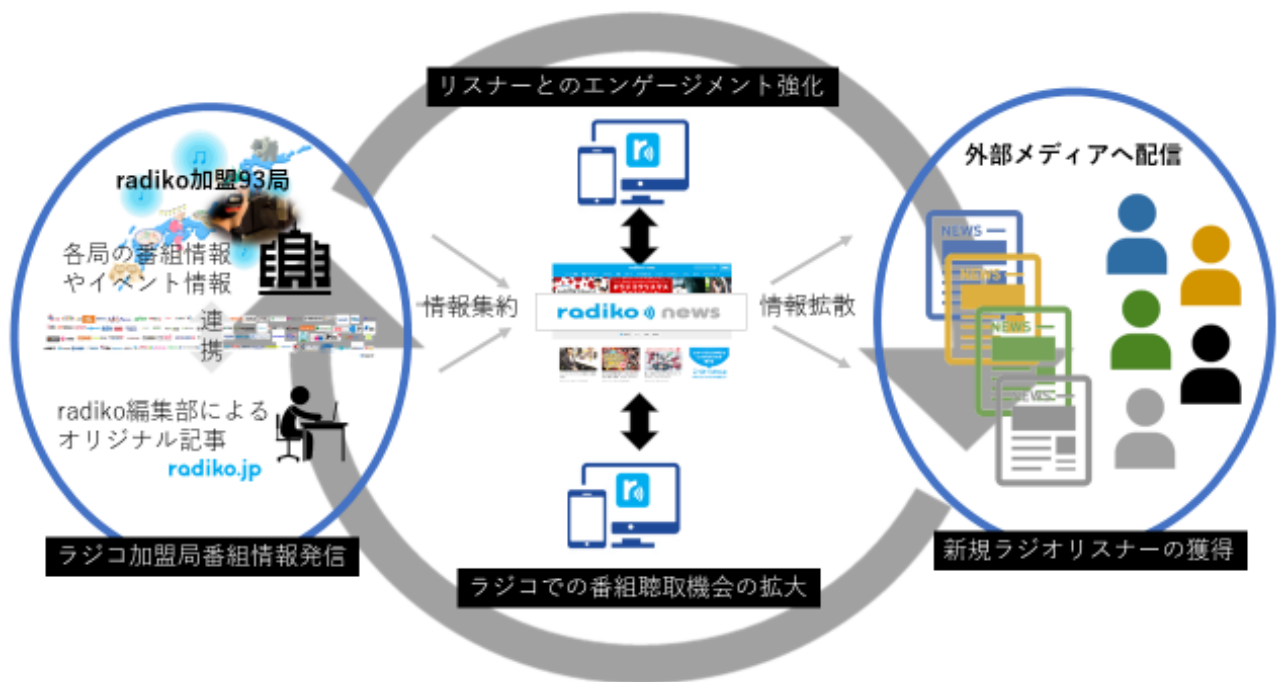 リスナーとのエンゲージメント強化
radiko加盟93局
各局の番組情報
やイベント情報
連
携
radiko編集部による
オリジナル記事
radiko.jp
ラジコ加盟局番組情報発信
情報集約
radiko news
情報拡散
ラジコでの番組聴取機会の拡大
外部メディアへ配信
NEWS
NEWS
NEWS
NEWS
新規ラジオリスナーの獲得